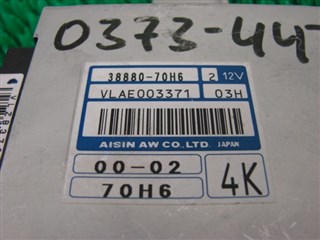 0373-44
38880-70H6 2 12V
VLAE003371 03H
AISIN AW CO.,LTD. JAPAN
00-02
70H6
4K